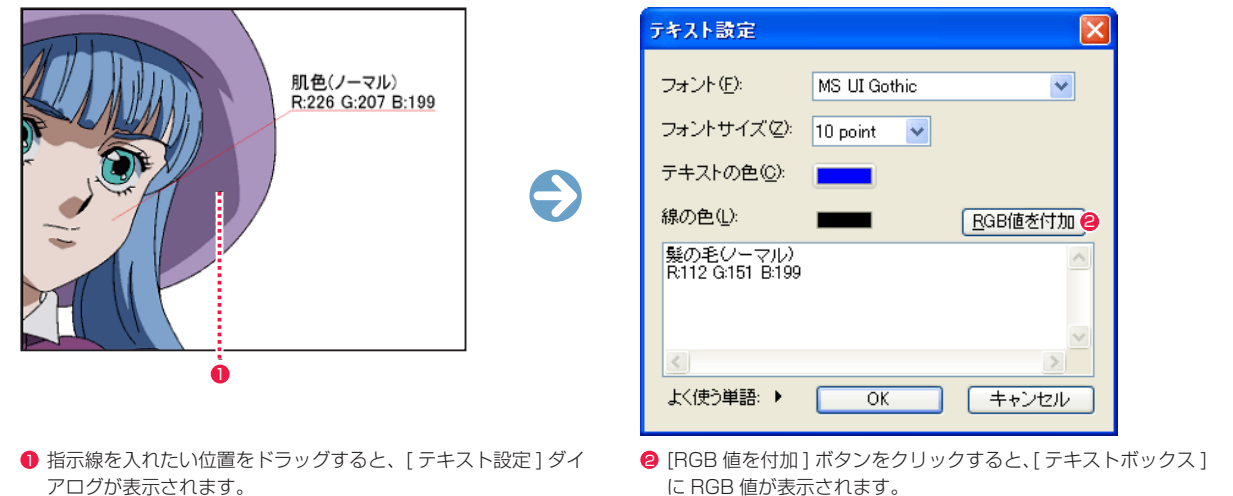 肌色(ノーマル)
R:226 G:207 B:199
❶
❶ 指示線を入れたい位置をドラッグすると、[ テキスト設定 ] ダイ
アログが表示されます。
テキスト設定
フォント(F): MS UI Gothic
フォントサイズ(Z): 10 point
テキストの色(C):
線の色(L): RGB値を付加 ❷
髪の毛(ノーマル)
R:112 G:151 B:199
よく使う単語: OK キャンセル
❷ [RGB 値を付加 ] ボタンをクリックすると、[ テキストボックス ]
に RGB 値が表示されます。